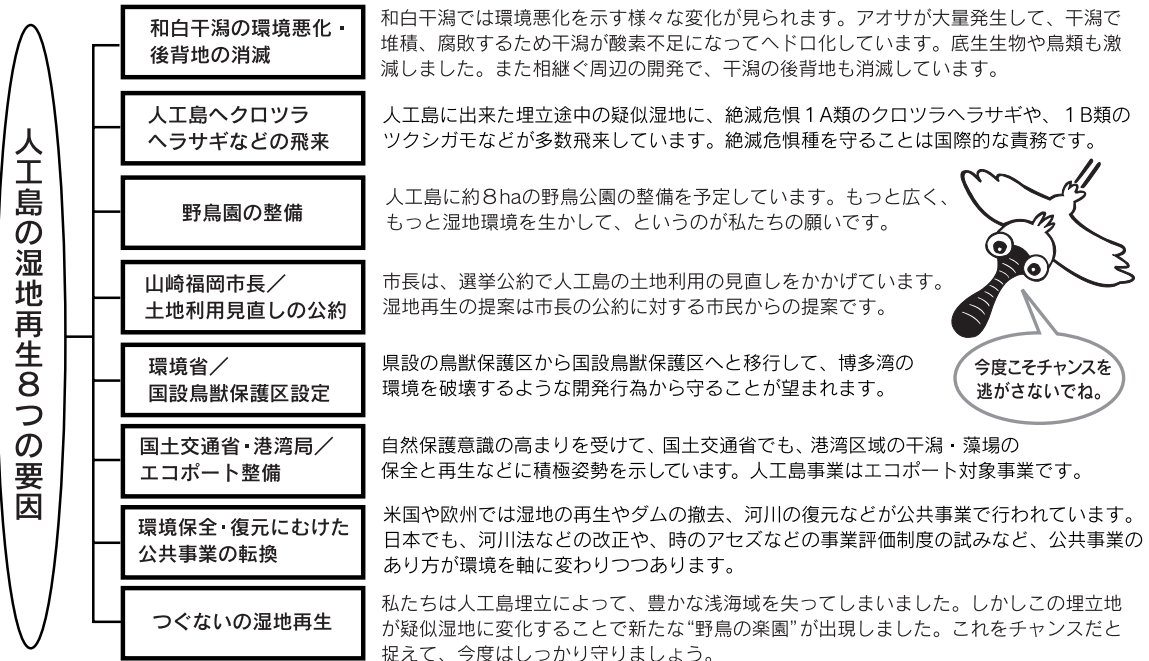 人工島の湿地再生８つの要因
和白干潟の環境悪化・
後背地の消滅
和白干潟では環境悪化を示す様々な変化が見られます。アオサが大量発生して、干潟で
堆積、腐敗するため干潟が酸素不足になってヘドロ化しています。底生生物や鳥類も激
減しました。また相継ぐ周辺の開発で、干潟の後背地も消滅しています。
人工島へクロツラ
ヘラサギなどの飛来
人工島に出来た埋立途中の疑似湿地に、絶滅危惧１A類のクロツラヘラサギや、１B類の
ツクシガモなどが多数飛来しています。絶滅危惧種を守ることは国際的な責務です。
野鳥園の整備
人工島に約８haの野鳥公園の整備を予定しています。もっと広く、
もっと湿地環境を生かして、というのが私たちの願いです。
山崎福岡市長／
土地利用見直しの公約
市長は、選挙公約で人工島の土地利用の見直しをかかげています。
湿地再生の提案は市長の公約に対する市民からの提案です。
環境省／
国設鳥獣保護区設定
県設の鳥獣保護区から国設鳥獣保護区へと移行して、博多湾の
環境を破壊するような開発行為から守ることが望まれます。
今度こそチャンスを
逃がさないでね。
国土交通省・港湾局／
エコポート整備
自然保護意識の高まりを受けて、国土交通省でも、港湾区域の干潟・藻場の
保全と再生などに積極姿勢を示しています。人工島事業はエコポート対象事業です。
環境保全・復元にむけた
公共事業の転換
米国や欧州では湿地の再生やダムの撤去、河川の復元などが公共事業で行われています。
日本でも、河川法などの改正や、時のアセズなどの事業評価制度の試みなど、公共事業の
あり方が環境を軸に変わりつつあります。
つぐないの湿地再生
私たちは人工島埋立によって、豊かな浅海域を失ってしまいました。しかしこの埋立地
が疑似湿地に変化することで新たな“野鳥の楽園”が出現しました。これをチャンスだと
捉えて、今度はしっかり守りましょう。